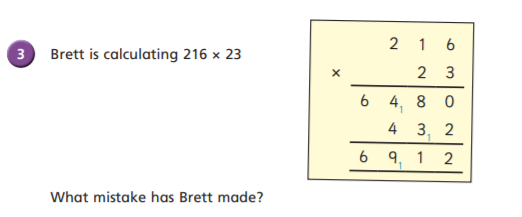 3 Brett is calculating 216 × 23
2 1 6
× 2 3
6 4 1 8 0
4 3 1 2
6 9 1 1 2
What mistake has Brett made?